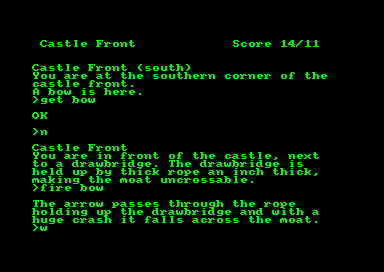 Castle Front Score 14/11
Castle Front (south)
You are at the southern corner of the
castle front.
A bow is here.
>get bow
OK
>n
Castle Front
You are in front of the castle, next
to a drawbridge. The drawbridge is
held up by thick rope an inch thick,
making the moat uncrossable.
>fire bow
The arrow passes through the rope
holding up the drawbridge and with a
huge crash it falls across the moat.
>w